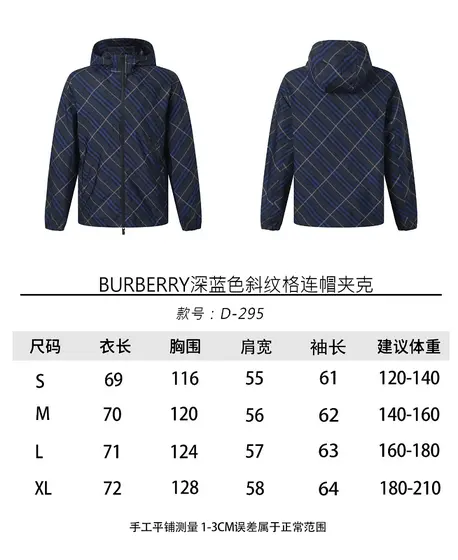 BURBERRY深蓝色斜纹格连帽夹克
款号：D-295
尺码 衣长 胸围 肩宽 袖长 建议体重
S 69 116 55 61 120-140
M 70 120 56 62 140-160
L 71 124 57 63 160-180
XL 72 128 58 64 180-210
手工平铺测量 1-3CM误差属于正常范围